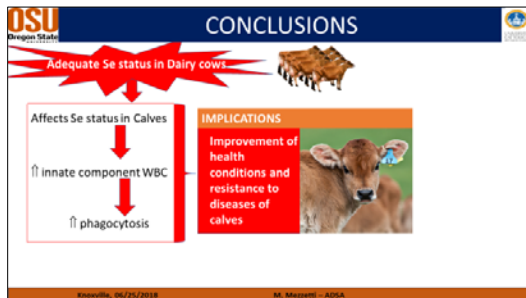 OSU
Oregon State
UNIVERSITY
CONCLUSIONS
Adequate Se status in Dairy cows
Affects Se status in Calves
⇑ innate component WBC
⇑ phagocytosis
IMPLICATIONS
Improvement of
health
conditions and
resistance to
diseases of
calves
Knoxville, 06/25/2018
M. Mezzetti – ADSA